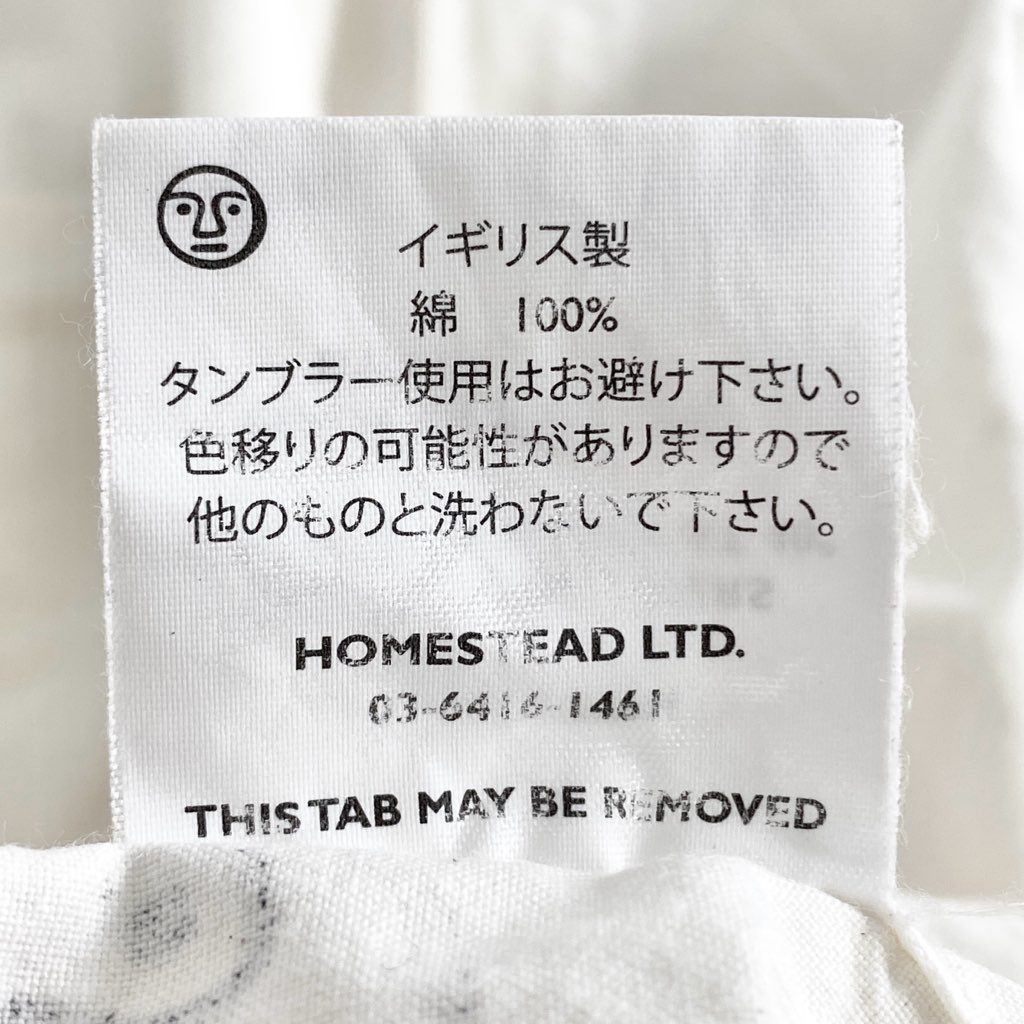 イギリス製
綿　100%
タンブラー使用はお避け下さい。
色移りの可能性がありますので
他のものと洗わないで下さい。
HOMESTEAD LTD.
03-6416-1461
THIS TAB MAY BE REMOVED